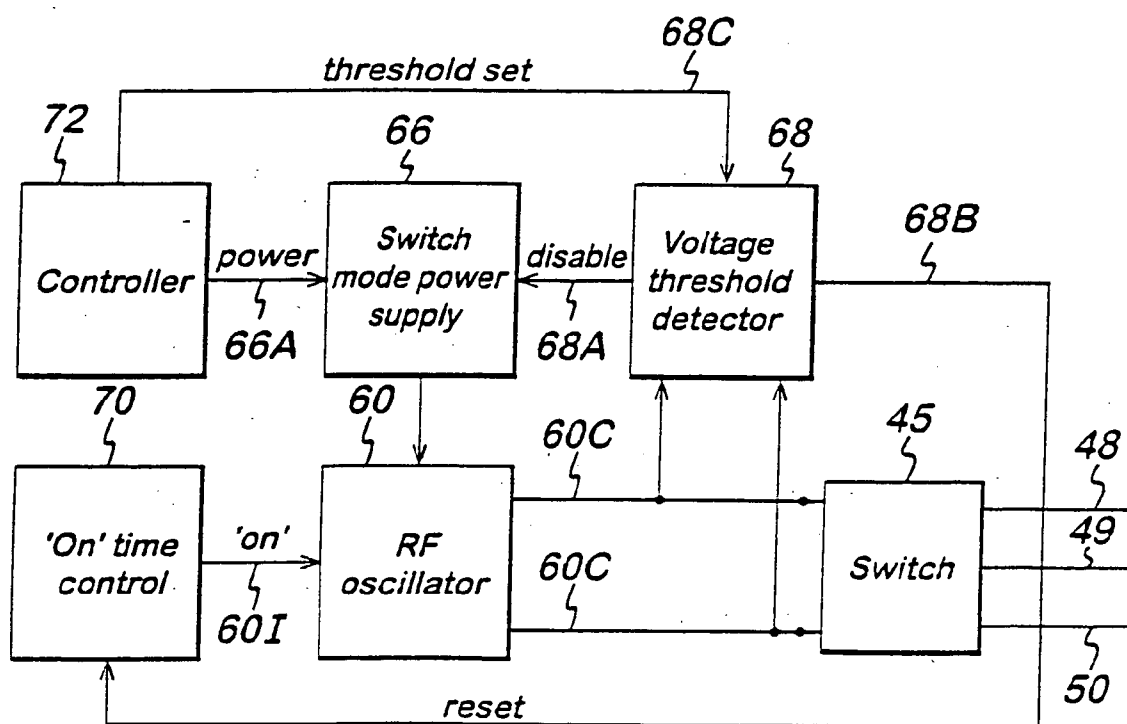 68C
threshold set
72
66
68
68B
Controller
power
66A
Switch
mode power
supply
disable
68A
Voltage
threshold
detector
70
60
60C
45
48
'On' time
control
'on'
60I
RF
oscillator
60C
Switch
49
50
reset